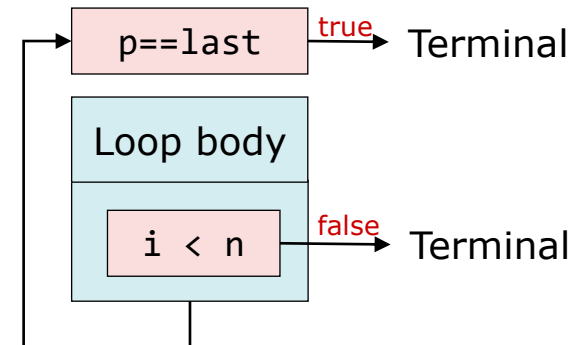 p==last
true
Terminal
Loop body
i < n
false
Terminal